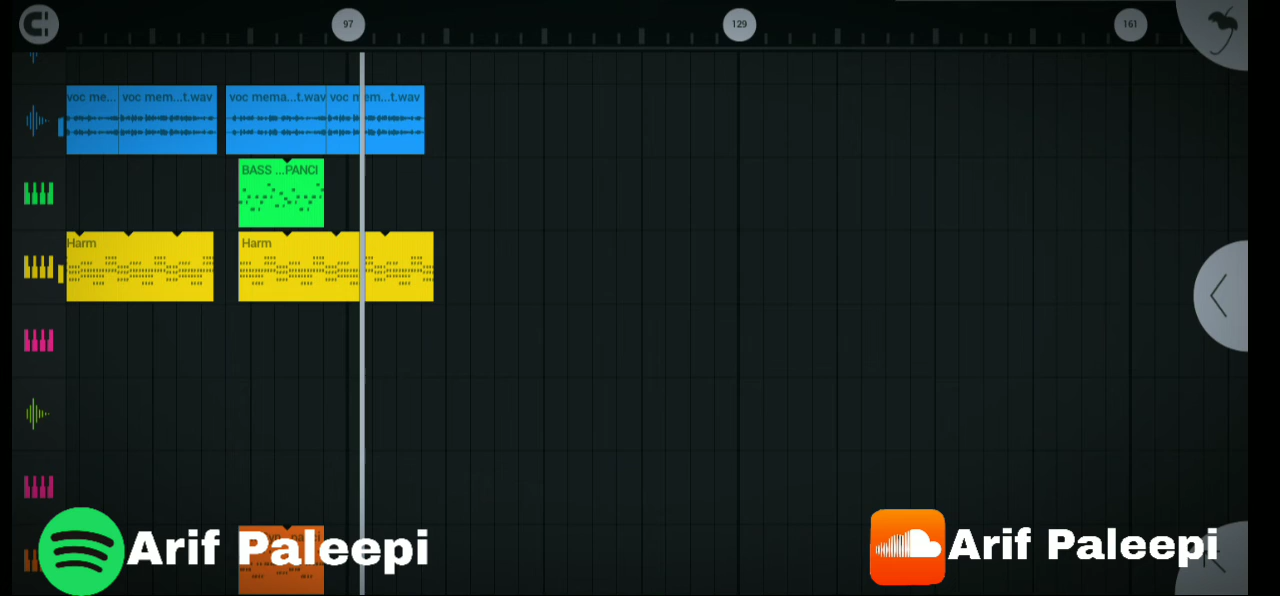 97
129
161
voc me...
voc mem...t.wav
voc mema...t.wav
voc mem...t.wav
BASS ...PANCI
Harm
Harm
Arif Paleepi
Arif Paleepi